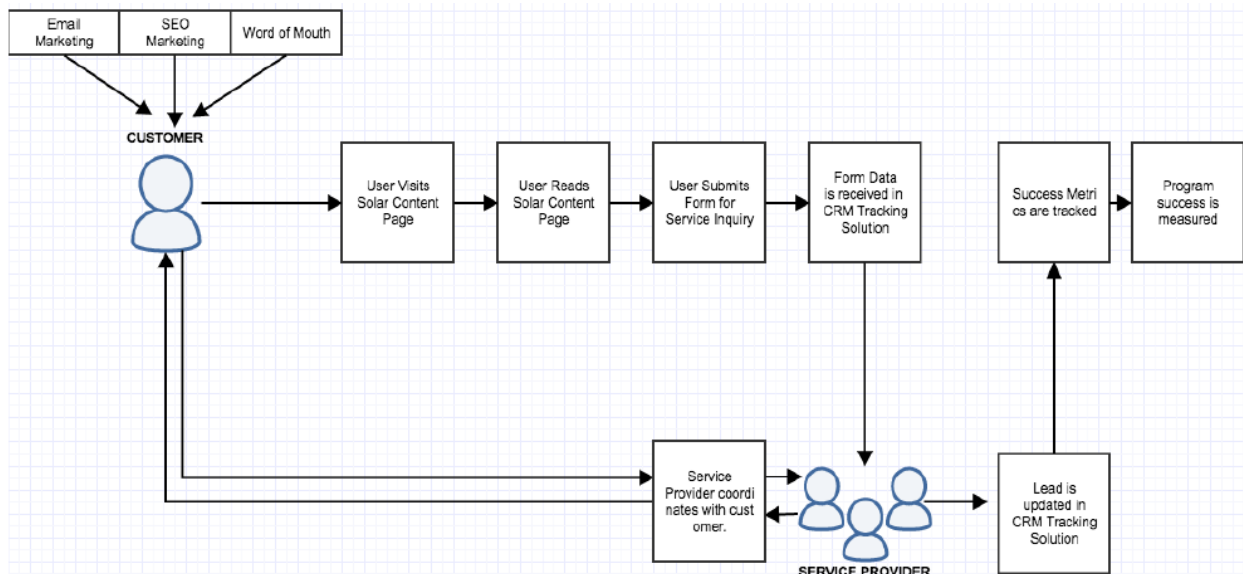 Email
Marketing
SEO
Marketing
Word of Mouth
CUSTOMER
User Visits
Solar Content
Page
User Reads
Solar Content
Page
User Submits
Form for
Service Inquiry
Form Data
is received in
CRM Tracking
Solution
Success Metri
cs are tracked
Program
success is
measured
Service
Provider coordi
nates with cust
omer.
SERVICE PROVIDER
Lead is
updated in
CRM Tracking
Solution